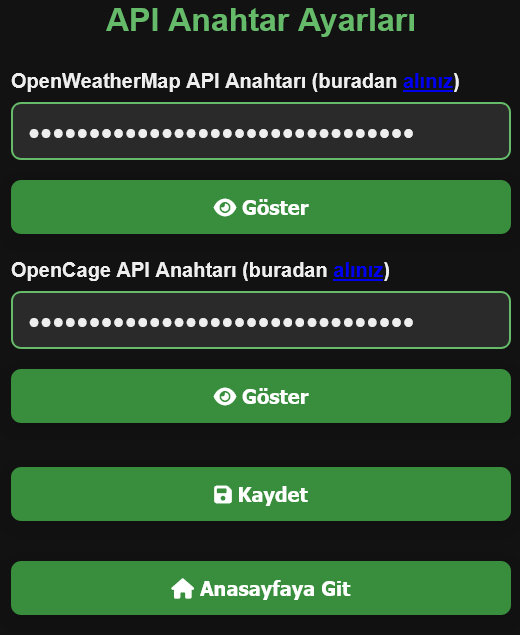 API Anahtar Ayarları
OpenWeatherMap API Anahtarı (buradan alınız)
••••••••••••••••••••••••••••••••
Göster
OpenCage API Anahtarı (buradan alınız)
••••••••••••••••••••••••••••••••
Göster
Kaydet
Anasayfaya Git